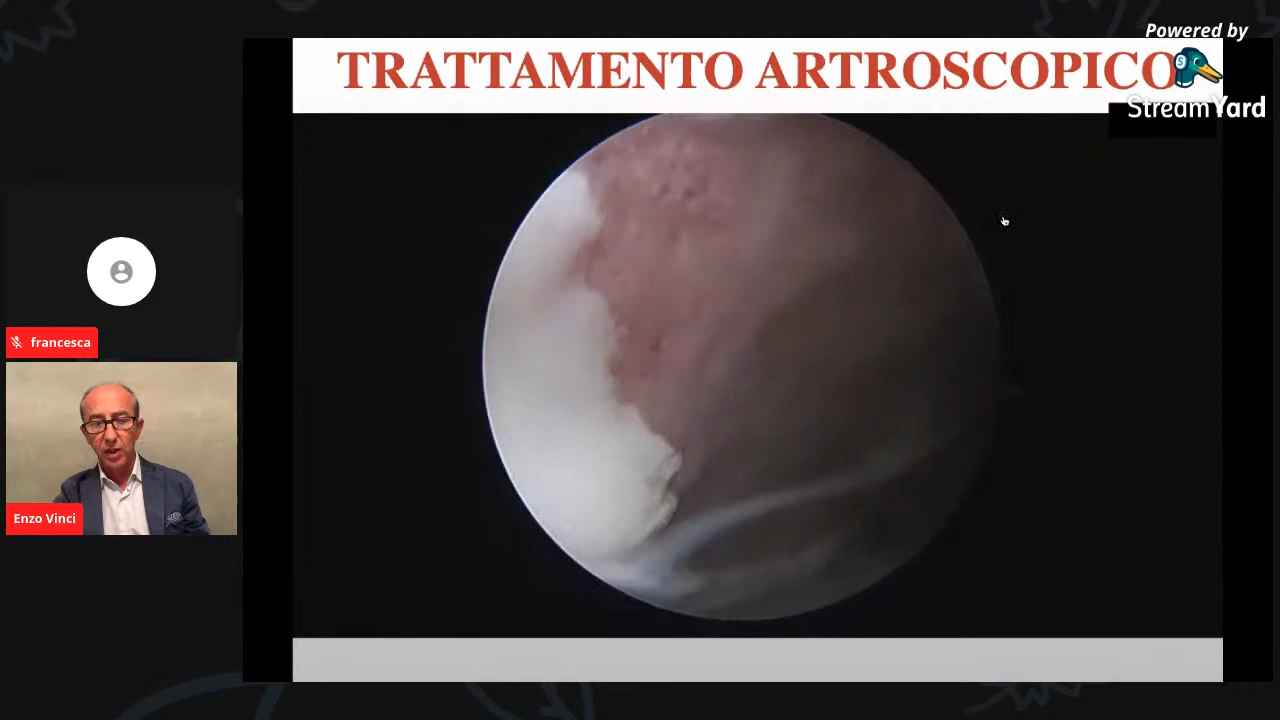 Powered by
StreamYard
TRATTAMENTO ARTROSCOPICO
francesca
Enzo Vinci